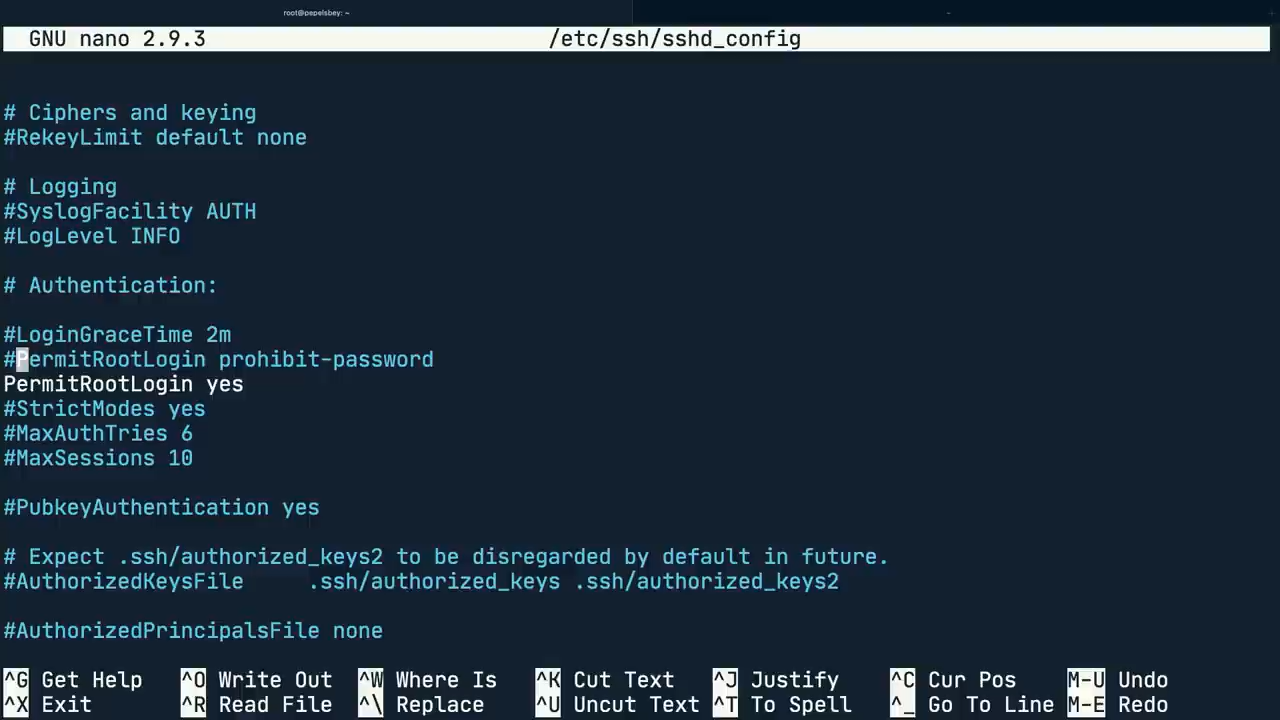 root@pepelsbey: ~
~
GNU nano 2.9.3 /etc/ssh/sshd_config
# Ciphers and keying
#RekeyLimit default none
# Logging
#SyslogFacility AUTH
#LogLevel INFO
# Authentication:
#LoginGraceTime 2m
#PermitRootLogin prohibit-password
PermitRootLogin yes
#StrictModes yes
#MaxAuthTries 6
#MaxSessions 10
#PubkeyAuthentication yes
# Expect .ssh/authorized_keys2 to be disregarded by default in future.
#AuthorizedKeysFile .ssh/authorized_keys .ssh/authorized_keys2
#AuthorizedPrincipalsFile none
^G Get Help ^O Write Out ^W Where Is ^K Cut Text ^J Justify ^C Cur Pos M-U Undo
^X Exit ^R Read File ^\ Replace ^U Uncut Text ^T To Spell ^_ Go To Line M-E Redo